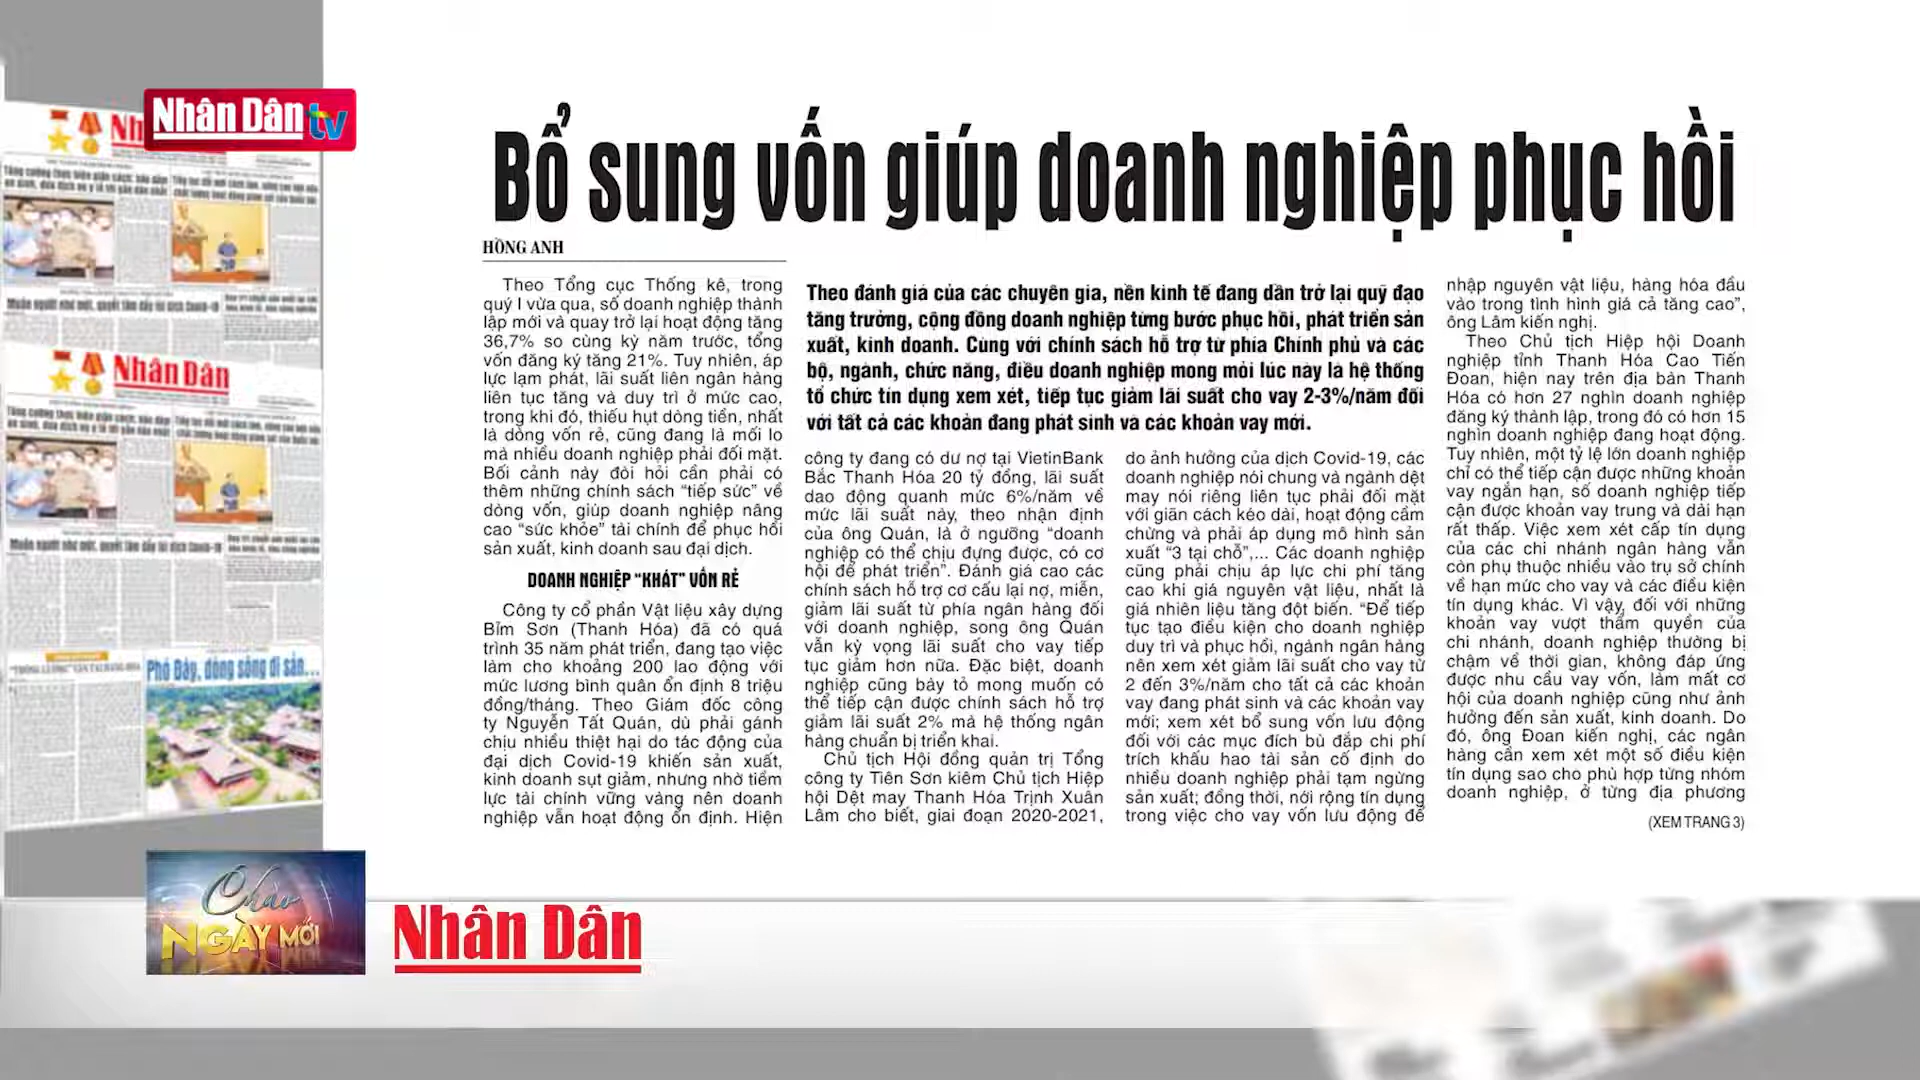 Nhân Dân tv
Bổ sung vốn giúp doanh nghiệp phục hồi
HỒNG ANH
Theo Tổng cục Thống kê, trong
quý I vừa qua, số doanh nghiệp thành
lập mới và quay trở lại hoạt động tăng
36,7% so cùng kỳ năm trước, tổng
vốn đăng ký tăng 21%. Tuy nhiên, áp
lực lạm phát, lãi suất liên ngân hàng
liên tục tăng và duy trì ở mức cao,
trong khi đó, thiếu hụt dòng tiền, nhất
là dòng vốn rẻ, cũng đang là mối lo
mà nhiều doanh nghiệp phải đối mặt.
Bối cảnh này đòi hỏi cần phải có
thêm những chính sách “tiếp sức” về
dòng vốn, giúp doanh nghiệp nâng
cao “sức khỏe” tài chính để phục hồi
sản xuất, kinh doanh sau đại dịch.
DOANH NGHIỆP “KHÁT” VỐN RẺ
Công ty cổ phần Vật liệu xây dựng
Bỉm Sơn (Thanh Hóa) đã có quá
trình 35 năm phát triển, đang tạo việc
làm cho khoảng 200 lao động với
mức lương bình quân ổn định 8 triệu
đồng/tháng. Theo Giám đốc công
ty Nguyễn Tất Quán, dù phải gánh
chịu nhiều thiệt hại do tác động của
đại dịch Covid-19 khiến sản xuất,
kinh doanh sụt giảm, nhưng nhờ tiềm
lực tài chính vững vàng nên doanh
nghiệp vẫn hoạt động ổn định. Hiện
Theo đánh giá của các chuyên gia, nền kinh tế đang dần trở lại quỹ đạo
tăng trưởng, cộng đồng doanh nghiệp từng bước phục hồi, phát triển sản
xuất, kinh doanh. Cùng với chính sách hỗ trợ từ phía Chính phủ và các
bộ, ngành, chức năng, điều doanh nghiệp mong mỏi lúc này là hệ thống
tổ chức tín dụng xem xét, tiếp tục giảm lãi suất cho vay 2-3%/năm đối
với tất cả các khoản đang phát sinh và các khoản vay mới.
công ty đang có dư nợ tại VietinBank
Bắc Thanh Hóa 20 tỷ đồng, lãi suất
dao động quanh mức 6%/năm về
mức lãi suất này, theo nhận định
của ông Quán, là ở ngưỡng “doanh
nghiệp có thể chịu đựng được, có cơ
hội để phát triển”. Đánh giá cao các
chính sách hỗ trợ cơ cấu lại nợ, miễn,
giảm lãi suất từ phía ngân hàng đối
với doanh nghiệp, song ông Quán
vẫn kỳ vọng lãi suất cho vay tiếp
tục giảm hơn nữa. Đặc biệt, doanh
nghiệp cũng bày tỏ mong muốn có
thể tiếp cận được chính sách hỗ trợ
giảm lãi suất 2% mà hệ thống ngân
hàng chuẩn bị triển khai.
Chủ tịch Hội đồng quản trị Tổng
công ty Tiên Sơn kiêm Chủ tịch Hiệp
hội Dệt may Thanh Hóa Trịnh Xuân
Lâm cho biết, giai đoạn 2020-2021,
do ảnh hưởng của dịch Covid-19, các
doanh nghiệp nói chung và ngành dệt
may nói riêng liên tục phải đối mặt
với giãn cách kéo dài, hoạt động cầm
chừng và phải áp dụng mô hình sản
xuất “3 tại chỗ”,... Các doanh nghiệp
cũng phải chịu áp lực chi phí tăng
cao khi giá nguyên vật liệu, nhất là
giá nhiên liệu tăng đột biến. “Để tiếp
tục tạo điều kiện cho doanh nghiệp
duy trì và phục hồi, ngành ngân hàng
nên xem xét giảm lãi suất cho vay từ
2 đến 3%/năm cho tất cả các khoản
vay đang phát sinh và các khoản vay
mới; xem xét bổ sung vốn lưu động
đối với các mục đích bù đắp chi phí
trích khấu hao tài sản cố định do
nhiều doanh nghiệp phải tạm ngừng
sản xuất; đồng thời, nới rộng tín dụng
trong việc cho vay vốn lưu động để
nhập nguyên vật liệu, hàng hóa đầu
vào trong tình hình giá cả tăng cao”,
ông Lâm kiến nghị.
Theo Chủ tịch Hiệp hội Doanh
nghiệp tỉnh Thanh Hóa Cao Tiến
Đoan, hiện nay trên địa bàn Thanh
Hóa có hơn 27 nghìn doanh nghiệp
đăng ký thành lập, trong đó có hơn 15
nghìn doanh nghiệp đang hoạt động.
Tuy nhiên, một tỷ lệ lớn doanh nghiệp
chỉ có thể tiếp cận được những khoản
vay ngắn hạn, số doanh nghiệp tiếp
cận được khoản vay trung và dài hạn
rất thấp. Việc xem xét cấp tín dụng
của các chi nhánh ngân hàng vẫn
còn phụ thuộc nhiều vào trụ sở chính
về hạn mức cho vay và các điều kiện
tín dụng khác. Vì vậy, đối với những
khoản vay vượt thẩm quyền của
chi nhánh, doanh nghiệp thường bị
chậm về thời gian, không đáp ứng
được nhu cầu vay vốn, làm mất cơ
hội của doanh nghiệp cũng như ảnh
hưởng đến sản xuất, kinh doanh. Do
đó, ông Đoan kiến nghị, các ngân
hàng cần xem xét một số điều kiện
tín dụng sao cho phù hợp từng nhóm
doanh nghiệp, ở từng địa phương
(XEM TRANG 3)
Nhân Dân
Phố Bảy, dòng sông di sản...
Chào
NGÀY MỚI
Nhân Dân